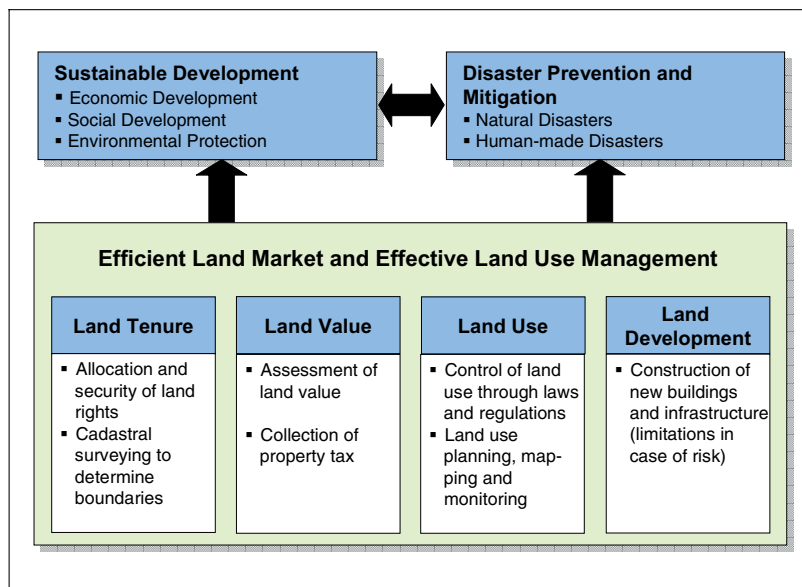 Sustainable Development
▪ Economic Development
▪ Social Development
▪ Environmental Protection
Disaster Prevention and
Mitigation
▪ Natural Disasters
▪ Human-made Disasters
Efficient Land Market and Effective Land Use Management
Land Tenure
▪ Allocation and
security of land
rights
▪ Cadastral
surveying to
determine
boundaries
Land Value
▪ Assessment of
land value
▪ Collection of
property tax
Land Use
▪ Control of land
use through laws
and regulations
▪ Land use
planning, map-
ping and
monitoring
Land
Development
▪ Construction of
new buildings
and infrastructure
(limitations in
case of risk)